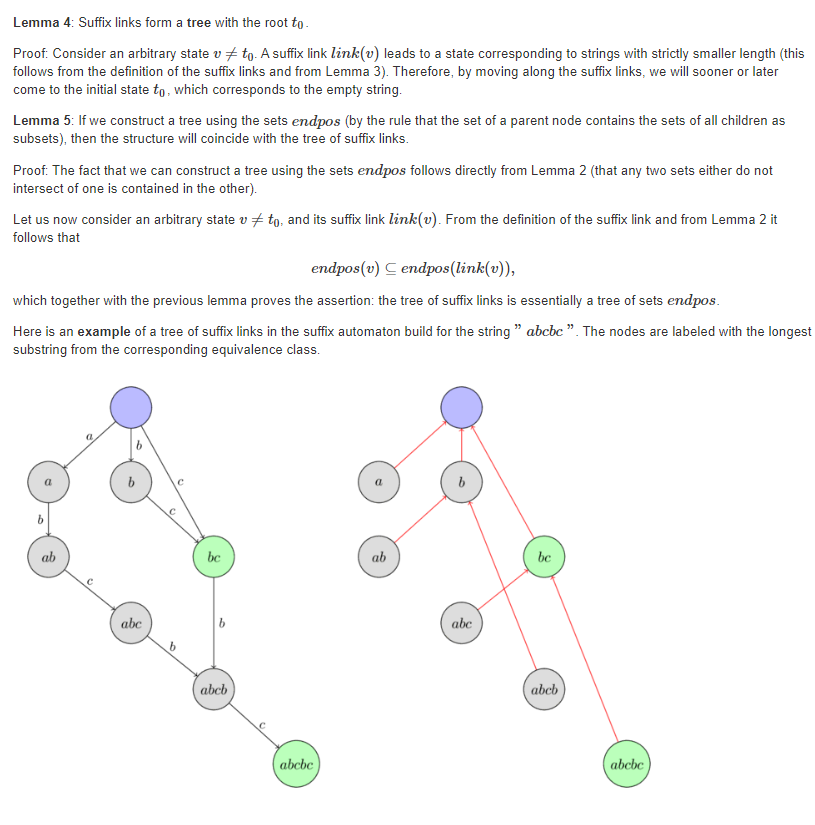 Lemma 4: Suffix links form a tree with the root t₀.
Proof: Consider an arbitrary state v ≠ t₀. A suffix link link(v) leads to a state corresponding to strings with strictly smaller length (this
follows from the definition of the suffix links and from Lemma 3). Therefore, by moving along the suffix links, we will sooner or later
come to the initial state t₀, which corresponds to the empty string.
Lemma 5: If we construct a tree using the sets endpos (by the rule that the set of a parent node contains the sets of all children as
subsets), then the structure will coincide with the tree of suffix links.
Proof: The fact that we can construct a tree using the sets endpos follows directly from Lemma 2 (that any two sets either do not
intersect of one is contained in the other).
Let us now consider an arbitrary state v ≠ t₀, and its suffix link link(v). From the definition of the suffix link and from Lemma 2 it
follows that
endpos(v) ⊆ endpos(link(v)),
which together with the previous lemma proves the assertion: the tree of suffix links is essentially a tree of sets endpos.
Here is an example of a tree of suffix links in the suffix automaton build for the string ” abcbc ”. The nodes are labeled with the longest
substring from the corresponding equivalence class.
a
b
a
b
c
a
b
b
c
b
ab
bc
ab
bc
c
abc
b
abc
b
abcb
abcb
c
abcbc
abcbc